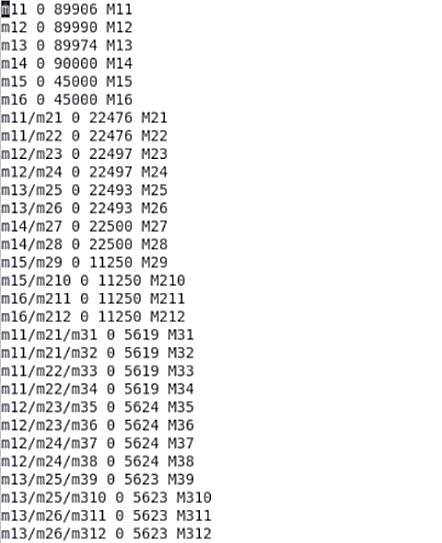 m11 0 89906 M11
m12 0 89990 M12
m13 0 89974 M13
m14 0 90000 M14
m15 0 45000 M15
m16 0 45000 M16
m11/m21 0 22476 M21
m11/m22 0 22476 M22
m12/m23 0 22497 M23
m12/m24 0 22497 M24
m13/m25 0 22493 M25
m13/m26 0 22493 M26
m14/m27 0 22500 M27
m14/m28 0 22500 M28
m15/m29 0 11250 M29
m15/m210 0 11250 M210
m16/m211 0 11250 M211
m16/m212 0 11250 M212
m11/m21/m31 0 5619 M31
m11/m21/m32 0 5619 M32
m11/m22/m33 0 5619 M33
m11/m22/m34 0 5619 M34
m12/m23/m35 0 5624 M35
m12/m23/m36 0 5624 M36
m12/m24/m37 0 5624 M37
m12/m24/m38 0 5624 M38
m13/m25/m39 0 5623 M39
m13/m25/m310 0 5623 M310
m13/m26/m311 0 5623 M311
m13/m26/m312 0 5623 M312